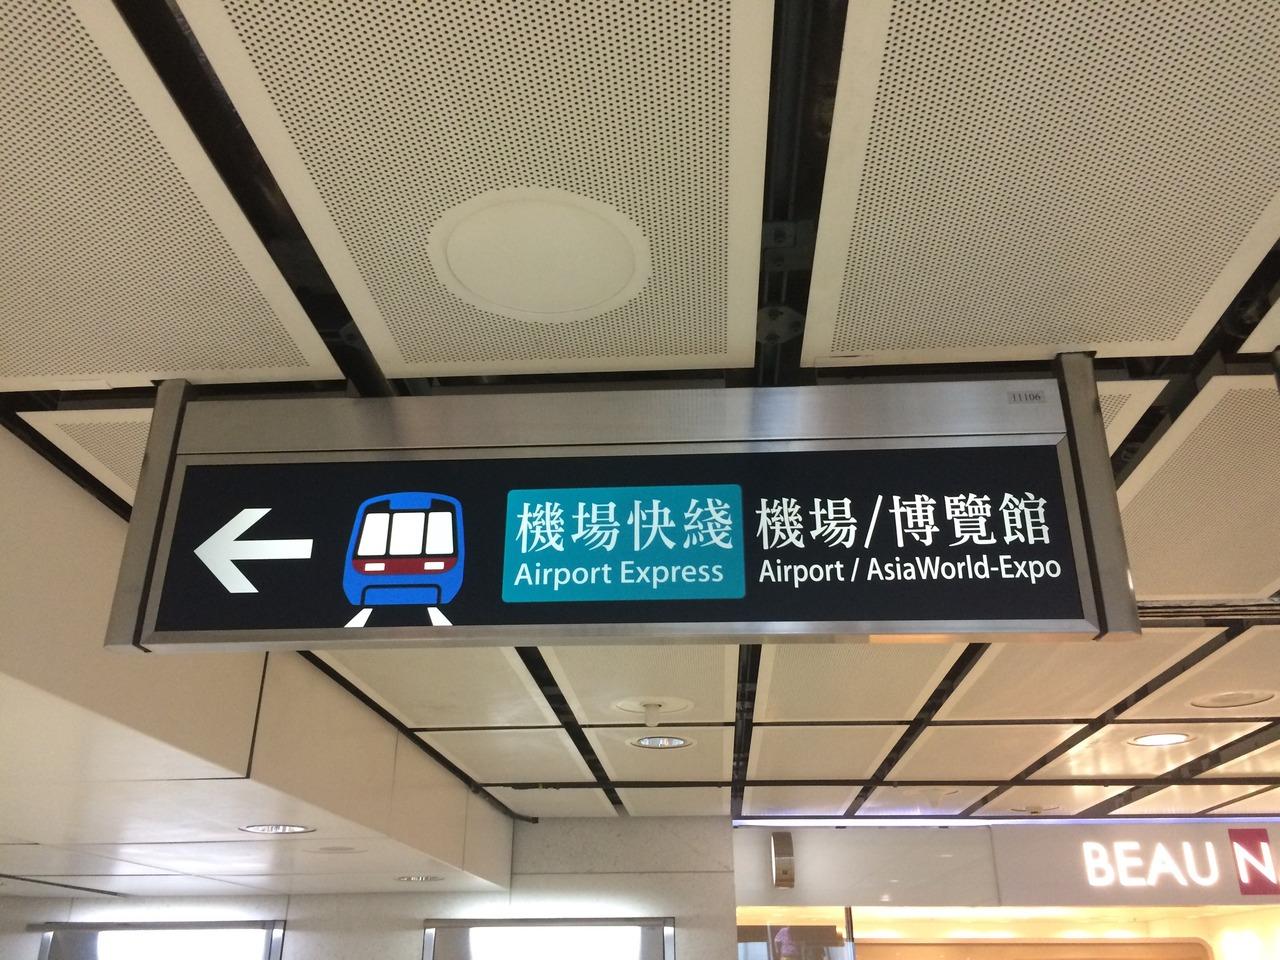 11106
機場快綫
Airport Express
機場/博覽館
Airport / AsiaWorld-Expo
BEAU N